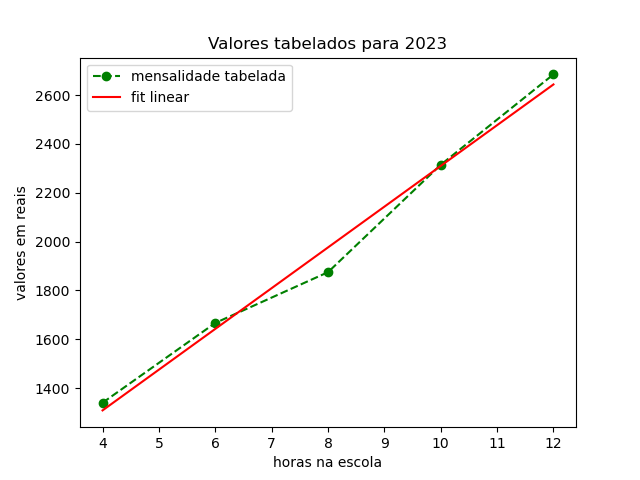 Valores tabelados para 2023
mensalidade tabelada
fit linear
2600
2400
2200
2000
1800
1600
1400
valores em reais
4 5 6 7 8 9 10 11 12
horas na escola